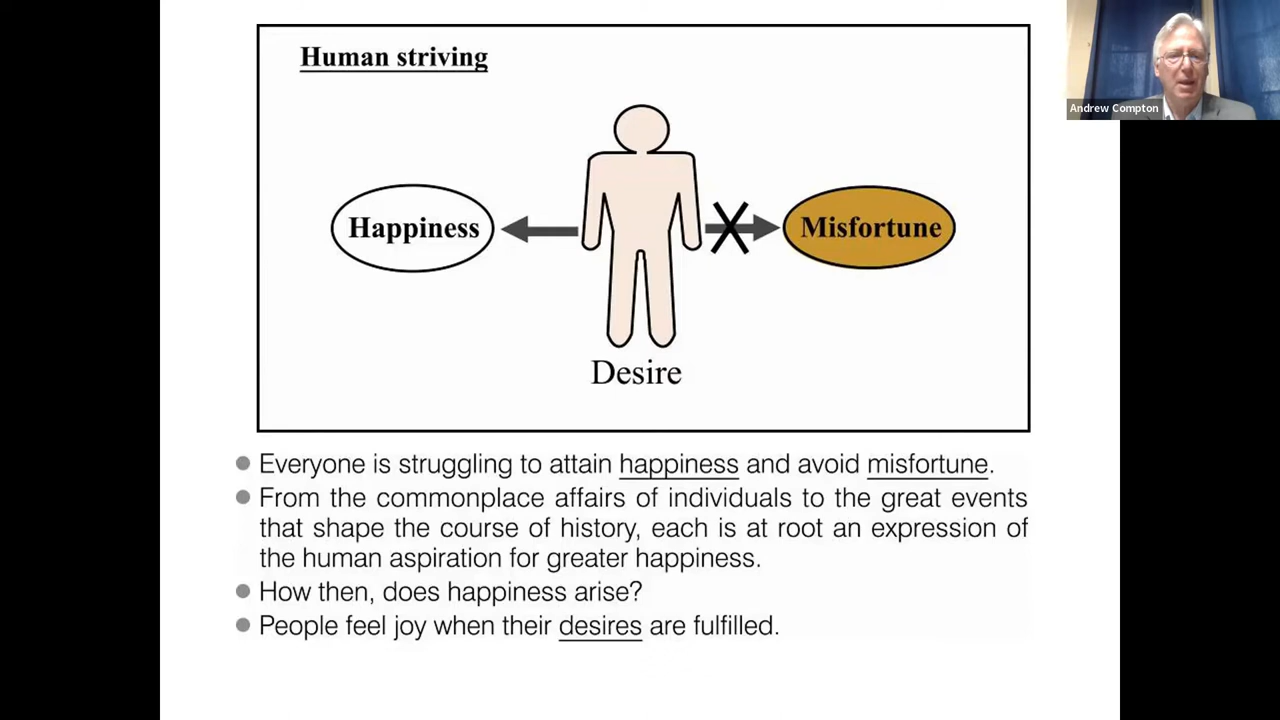 Human striving
Andrew Compton
Happiness
Misfortune
Desire
Everyone is struggling to attain happiness and avoid misfortune.
From the commonplace affairs of individuals to the great events
that shape the course of history, each is at root an expression of
the human aspiration for greater happiness.
How then, does happiness arise?
People feel joy when their desires are fulfilled.